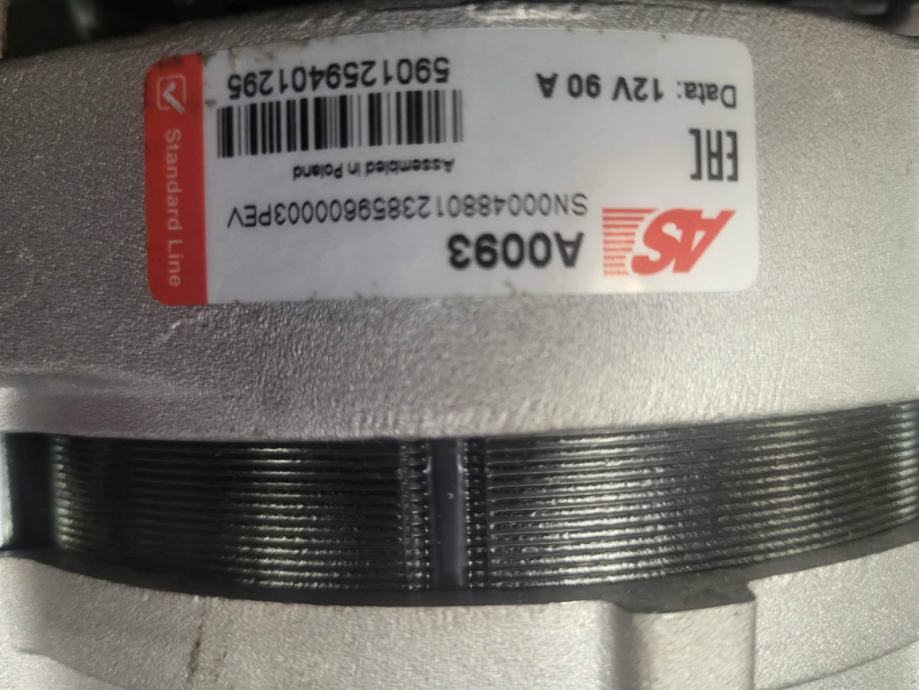 AS
A0093
SN00048801238596000003PEV
EAC
Assembled in Poland
Data: 12V 90 A
5901259401295
Standard Line